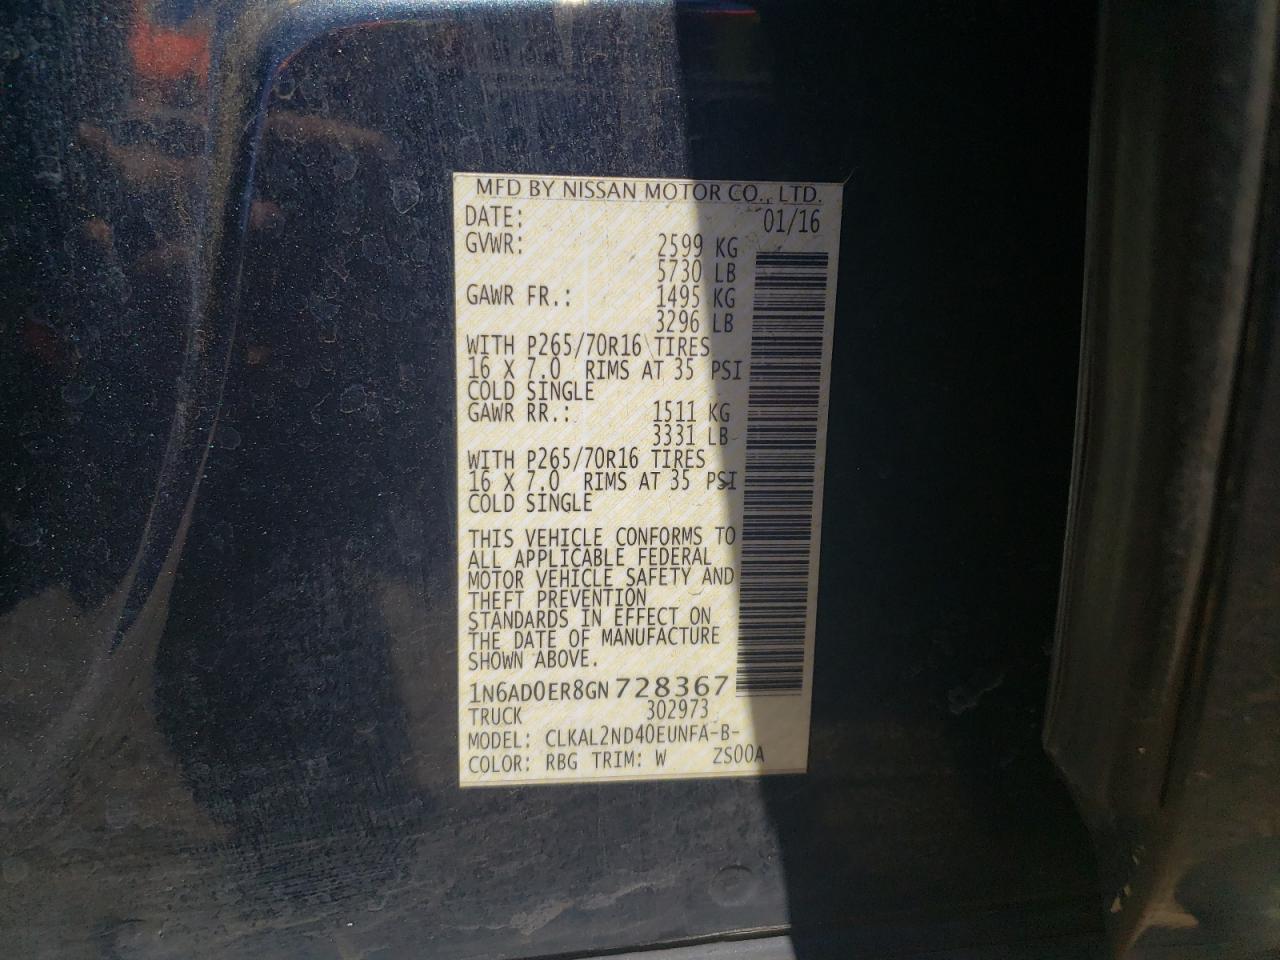 MFD BY NISSAN MOTOR CO., LTD.
DATE: 01/16
GVWR: 2599 KG
5730 LB
GAWR FR.: 1495 KG
3296 LB
WITH P265/70R16 TIRES
16 X 7.0 RIMS AT 35 PSI
COLD SINGLE
GAWR RR.: 1511 KG
3331 LB
WITH P265/70R16 TIRES
16 X 7.0 RIMS AT 35 PSI
COLD SINGLE
THIS VEHICLE CONFORMS TO
ALL APPLICABLE FEDERAL
MOTOR VEHICLE SAFETY AND
THEFT PREVENTION
STANDARDS IN EFFECT ON
THE DATE OF MANUFACTURE
SHOWN ABOVE.
1N6AD0ER8GN728367
TRUCK 302973
MODEL: CLKAL2ND40EUNFA-B-
COLOR: RBG TRIM: W ZS00A